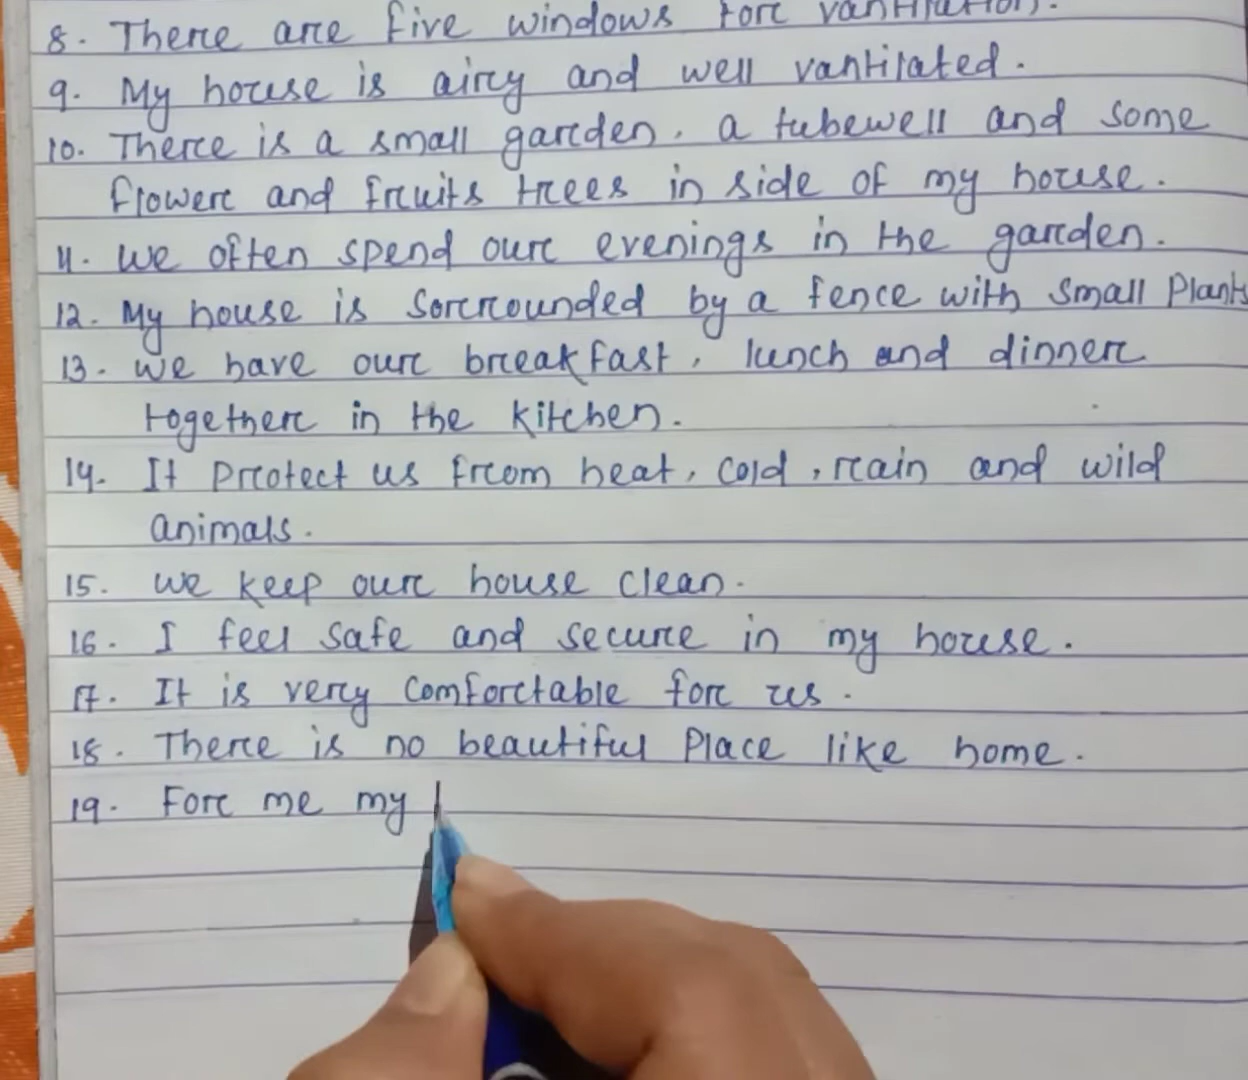 8. There are five windows for vantilation.
9. My house is airy and well vantilated.
10. There is a small garden, a tubewell and some
flower and fruits trees in side of my house.
11. We often spend our evenings in the garden.
12. My house is sorrounded by a fence with small Plants
13. We have our breakfast, lunch and dinner
together in the kitchen.
14. It Protect us from heat, cold, rain and wild
animals.
15. We keep our house clean.
16. I feel safe and secure in my house.
17. It is very comfortable for us.
18. There is no beautiful Place like home.
19. For me my